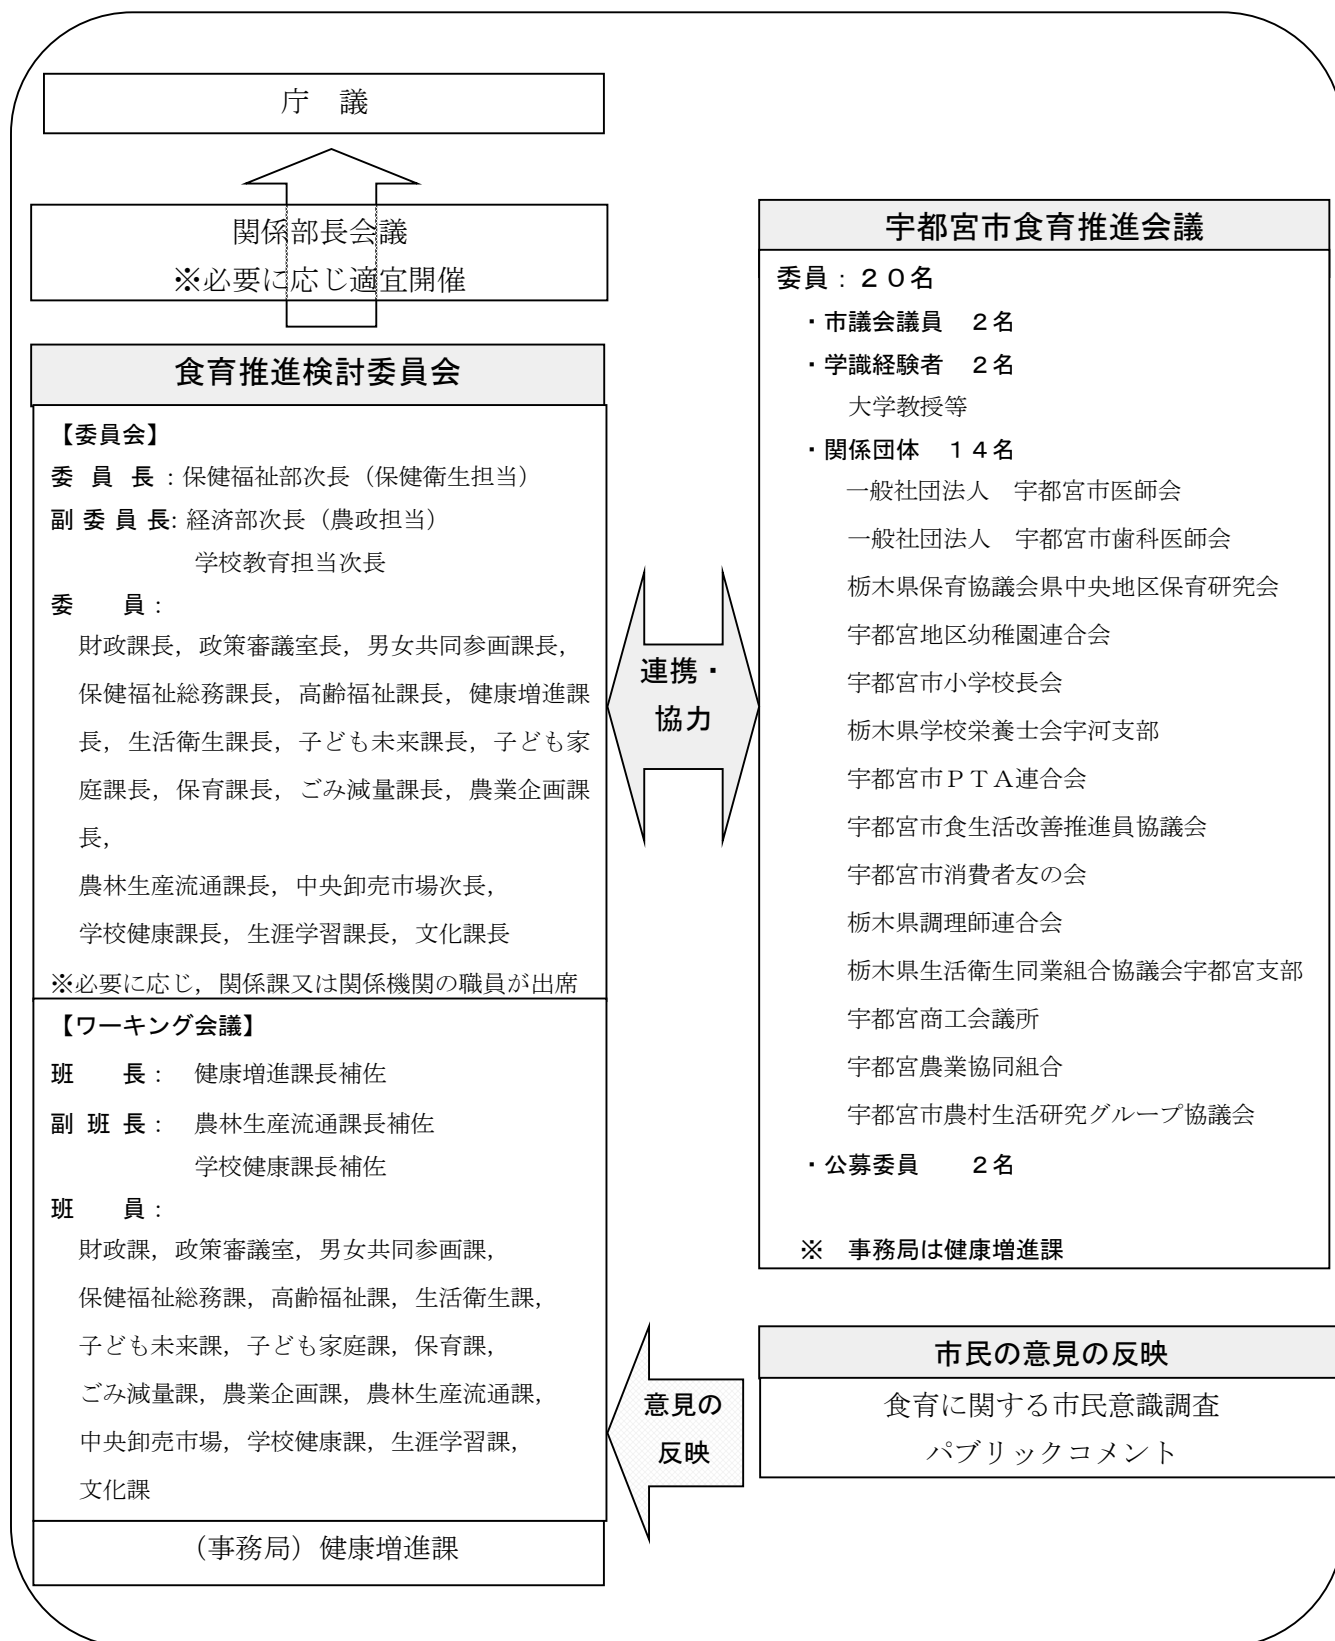 庁　議
関係部長会議
※必要に応じ適宜開催
食育推進検討委員会
【委員会】
委　員　長：保健福祉部次長（保健衛生担当）
副委員長：経済部次長（農政担当）
学校教育担当次長
委　　員：
財政課長，政策審議室長，男女共同参画課長，
保健福祉総務課長，高齢福祉課長，健康増進課
長，生活衛生課長，子ども未来課長，子ども家
庭課長，保育課長，ごみ減量課長，農業企画課
長，
農林生産流通課長，中央卸売市場次長，
学校健康課長，生涯学習課長，文化課長
※必要に応じ，関係課又は関係機関の職員が出席
【ワーキング会議】
班　　長：　健康増進課長補佐
副　班　長：　農林生産流通課長補佐
学校健康課長補佐
班　　員：
財政課，政策審議室，男女共同参画課，
保健福祉総務課，高齢福祉課，生活衛生課，
子ども未来課，子ども家庭課，保育課，
ごみ減量課，農業企画課，農林生産流通課，
中央卸売市場，学校健康課，生涯学習課，
文化課
（事務局）健康増進課
連携・
協力
宇都宮市食育推進会議
委員：２０名
・市議会議員　２名
・学識経験者　２名
大学教授等
・関係団体　１４名
一般社団法人　宇都宮市医師会
一般社団法人　宇都宮市歯科医師会
栃木県保育協議会県中央地区保育研究会
宇都宮地区幼稚園連合会
宇都宮市小学校長会
栃木県学校栄養士会宇河支部
宇都宮市ＰＴＡ連合会
宇都宮市食生活改善推進員協議会
宇都宮市消費者友の会
栃木県調理師連合会
栃木県生活衛生同業組合協議会宇都宮支部
宇都宮商工会議所
宇都宮農業協同組合
宇都宮市農村生活研究グループ協議会
・公募委員　　２名
※　事務局は健康増進課
意見の
反映
市民の意見の反映
食育に関する市民意識調査
パブリックコメント